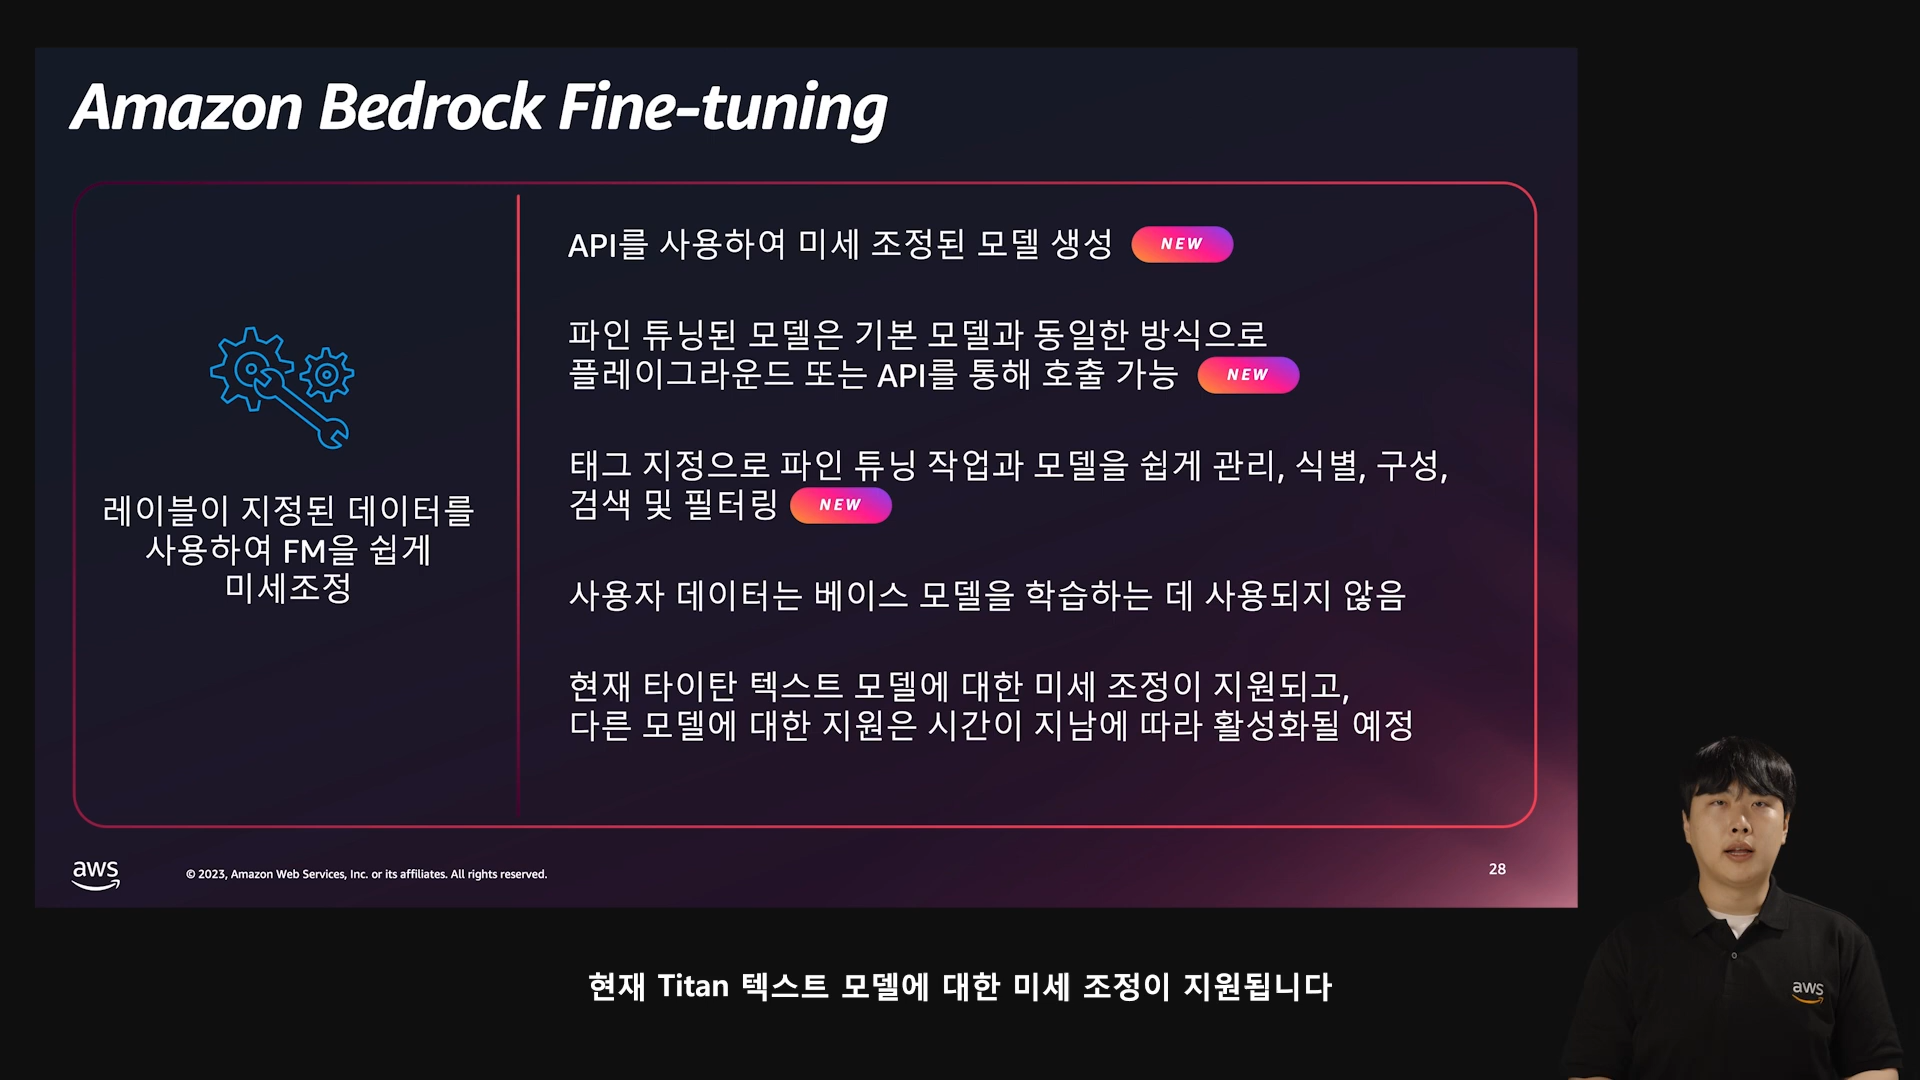 Amazon Bedrock Fine-tuning
레이블이 지정된 데이터를
사용하여 FM을 쉽게
미세조정
API를 사용하여 미세 조정된 모델 생성 NEW
파인 튜닝된 모델은 기본 모델과 동일한 방식으로
플레이그라운드 또는 API를 통해 호출 가능 NEW
태그 지정으로 파인 튜닝 작업과 모델을 쉽게 관리, 식별, 구성,
검색 및 필터링 NEW
사용자 데이터는 베이스 모델을 학습하는 데 사용되지 않음
현재 타이탄 텍스트 모델에 대한 미세 조정이 지원되고,
다른 모델에 대한 지원은 시간이 지남에 따라 활성화될 예정
aws
© 2023, Amazon Web Services, Inc. or its affiliates. All rights reserved.
28
aws
현재 Titan 텍스트 모델에 대한 미세 조정이 지원됩니다